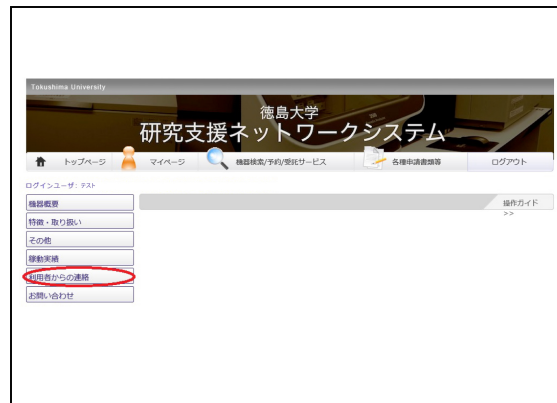 Tokushima University
徳島大学
研究支援ネットワークシステム
トップページ
マイページ
機器検索/予約/受託サービス
各種申請書類等
ログアウト
ログインユーザ: テスト
機器概要
操作ガイド
>>
特徴・取り扱い
その他
稼動実績
利用者からの連絡
お問い合わせ